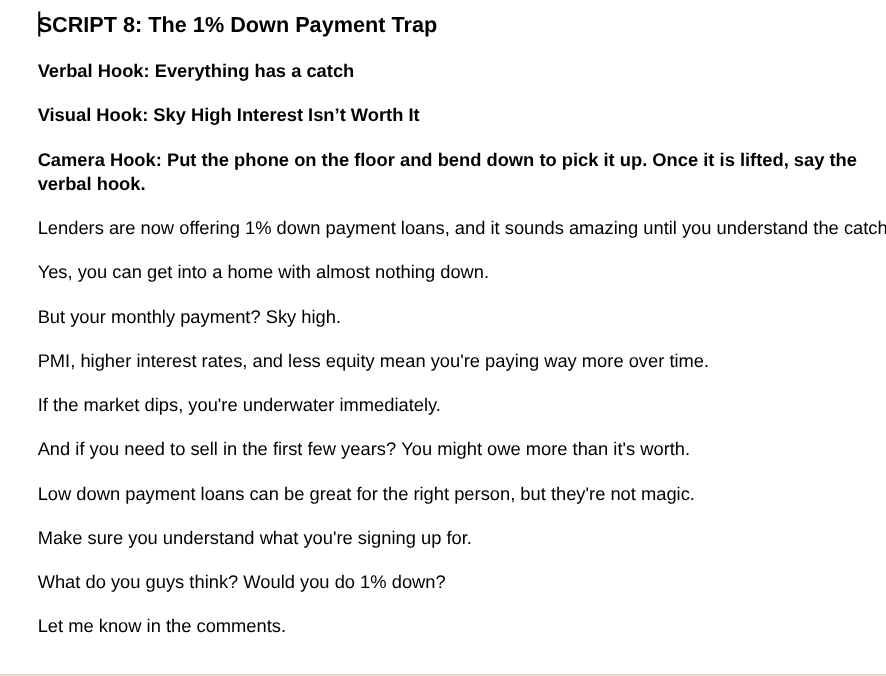 SCRIPT 8: The 1% Down Payment Trap
Verbal Hook: Everything has a catch
Visual Hook: Sky High Interest Isn’t Worth It
Camera Hook: Put the phone on the floor and bend down to pick it up. Once it is lifted, say the
verbal hook.
Lenders are now offering 1% down payment loans, and it sounds amazing until you understand the catch
Yes, you can get into a home with almost nothing down.
But your monthly payment? Sky high.
PMI, higher interest rates, and less equity mean you're paying way more over time.
If the market dips, you're underwater immediately.
And if you need to sell in the first few years? You might owe more than it's worth.
Low down payment loans can be great for the right person, but they're not magic.
Make sure you understand what you're signing up for.
What do you guys think? Would you do 1% down?
Let me know in the comments.